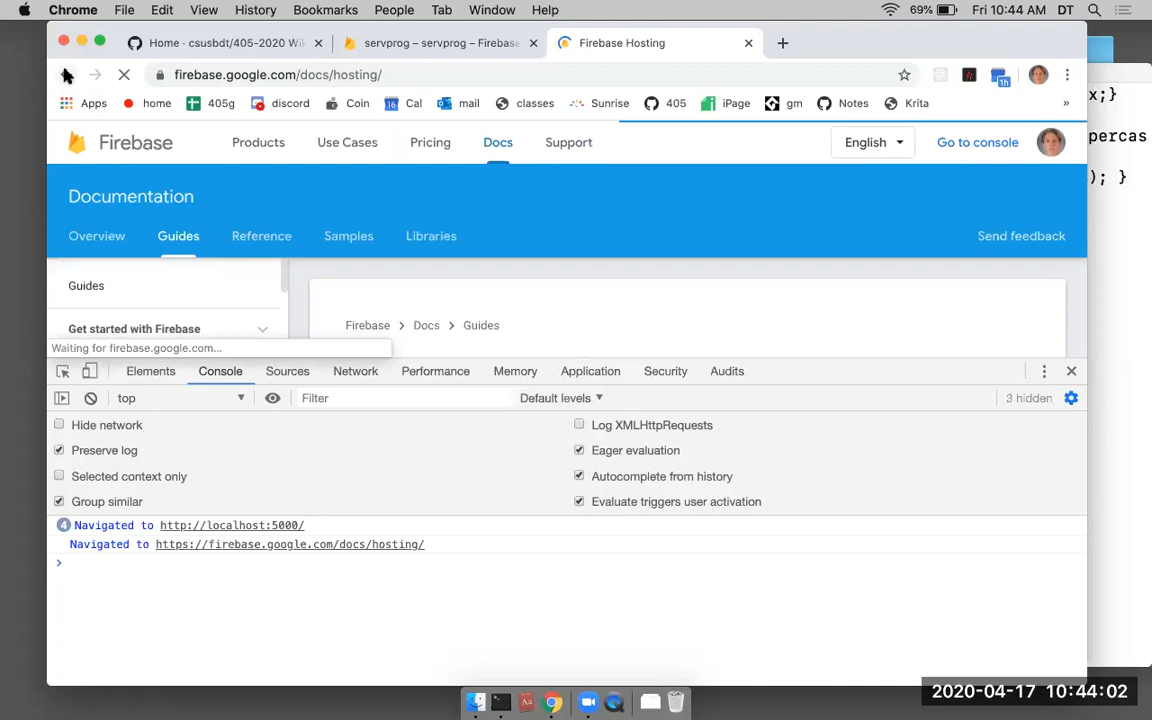 Chrome File Edit View History Bookmarks People Tab Window Help 69% Fri 10:44 AM DT
Home · csusbdt/405-2020 Wi servprog – servprog – Firebas Firebase Hosting
firebase.google.com/docs/hosting/
Apps home 405g discord Coin Cal mail classes Sunrise 405 iPage gm Notes Krita »
16 1h
x;}
Firebase Products Use Cases Pricing Docs Support English Go to console
percas
); }
Documentation
Overview Guides Reference Samples Libraries Send feedback
Guides
Get started with Firebase
Firebase > Docs > Guides
Waiting for firebase.google.com...
Elements Console Sources Network Performance Memory Application Security Audits
top Filter Default levels 3 hidden
Hide network Log XMLHttpRequests
Preserve log Eager evaluation
Selected context only Autocomplete from history
Group similar Evaluate triggers user activation
4 Navigated to http://localhost:5000/
Navigated to https://firebase.google.com/docs/hosting/
>
2020-04-17 10:44:02